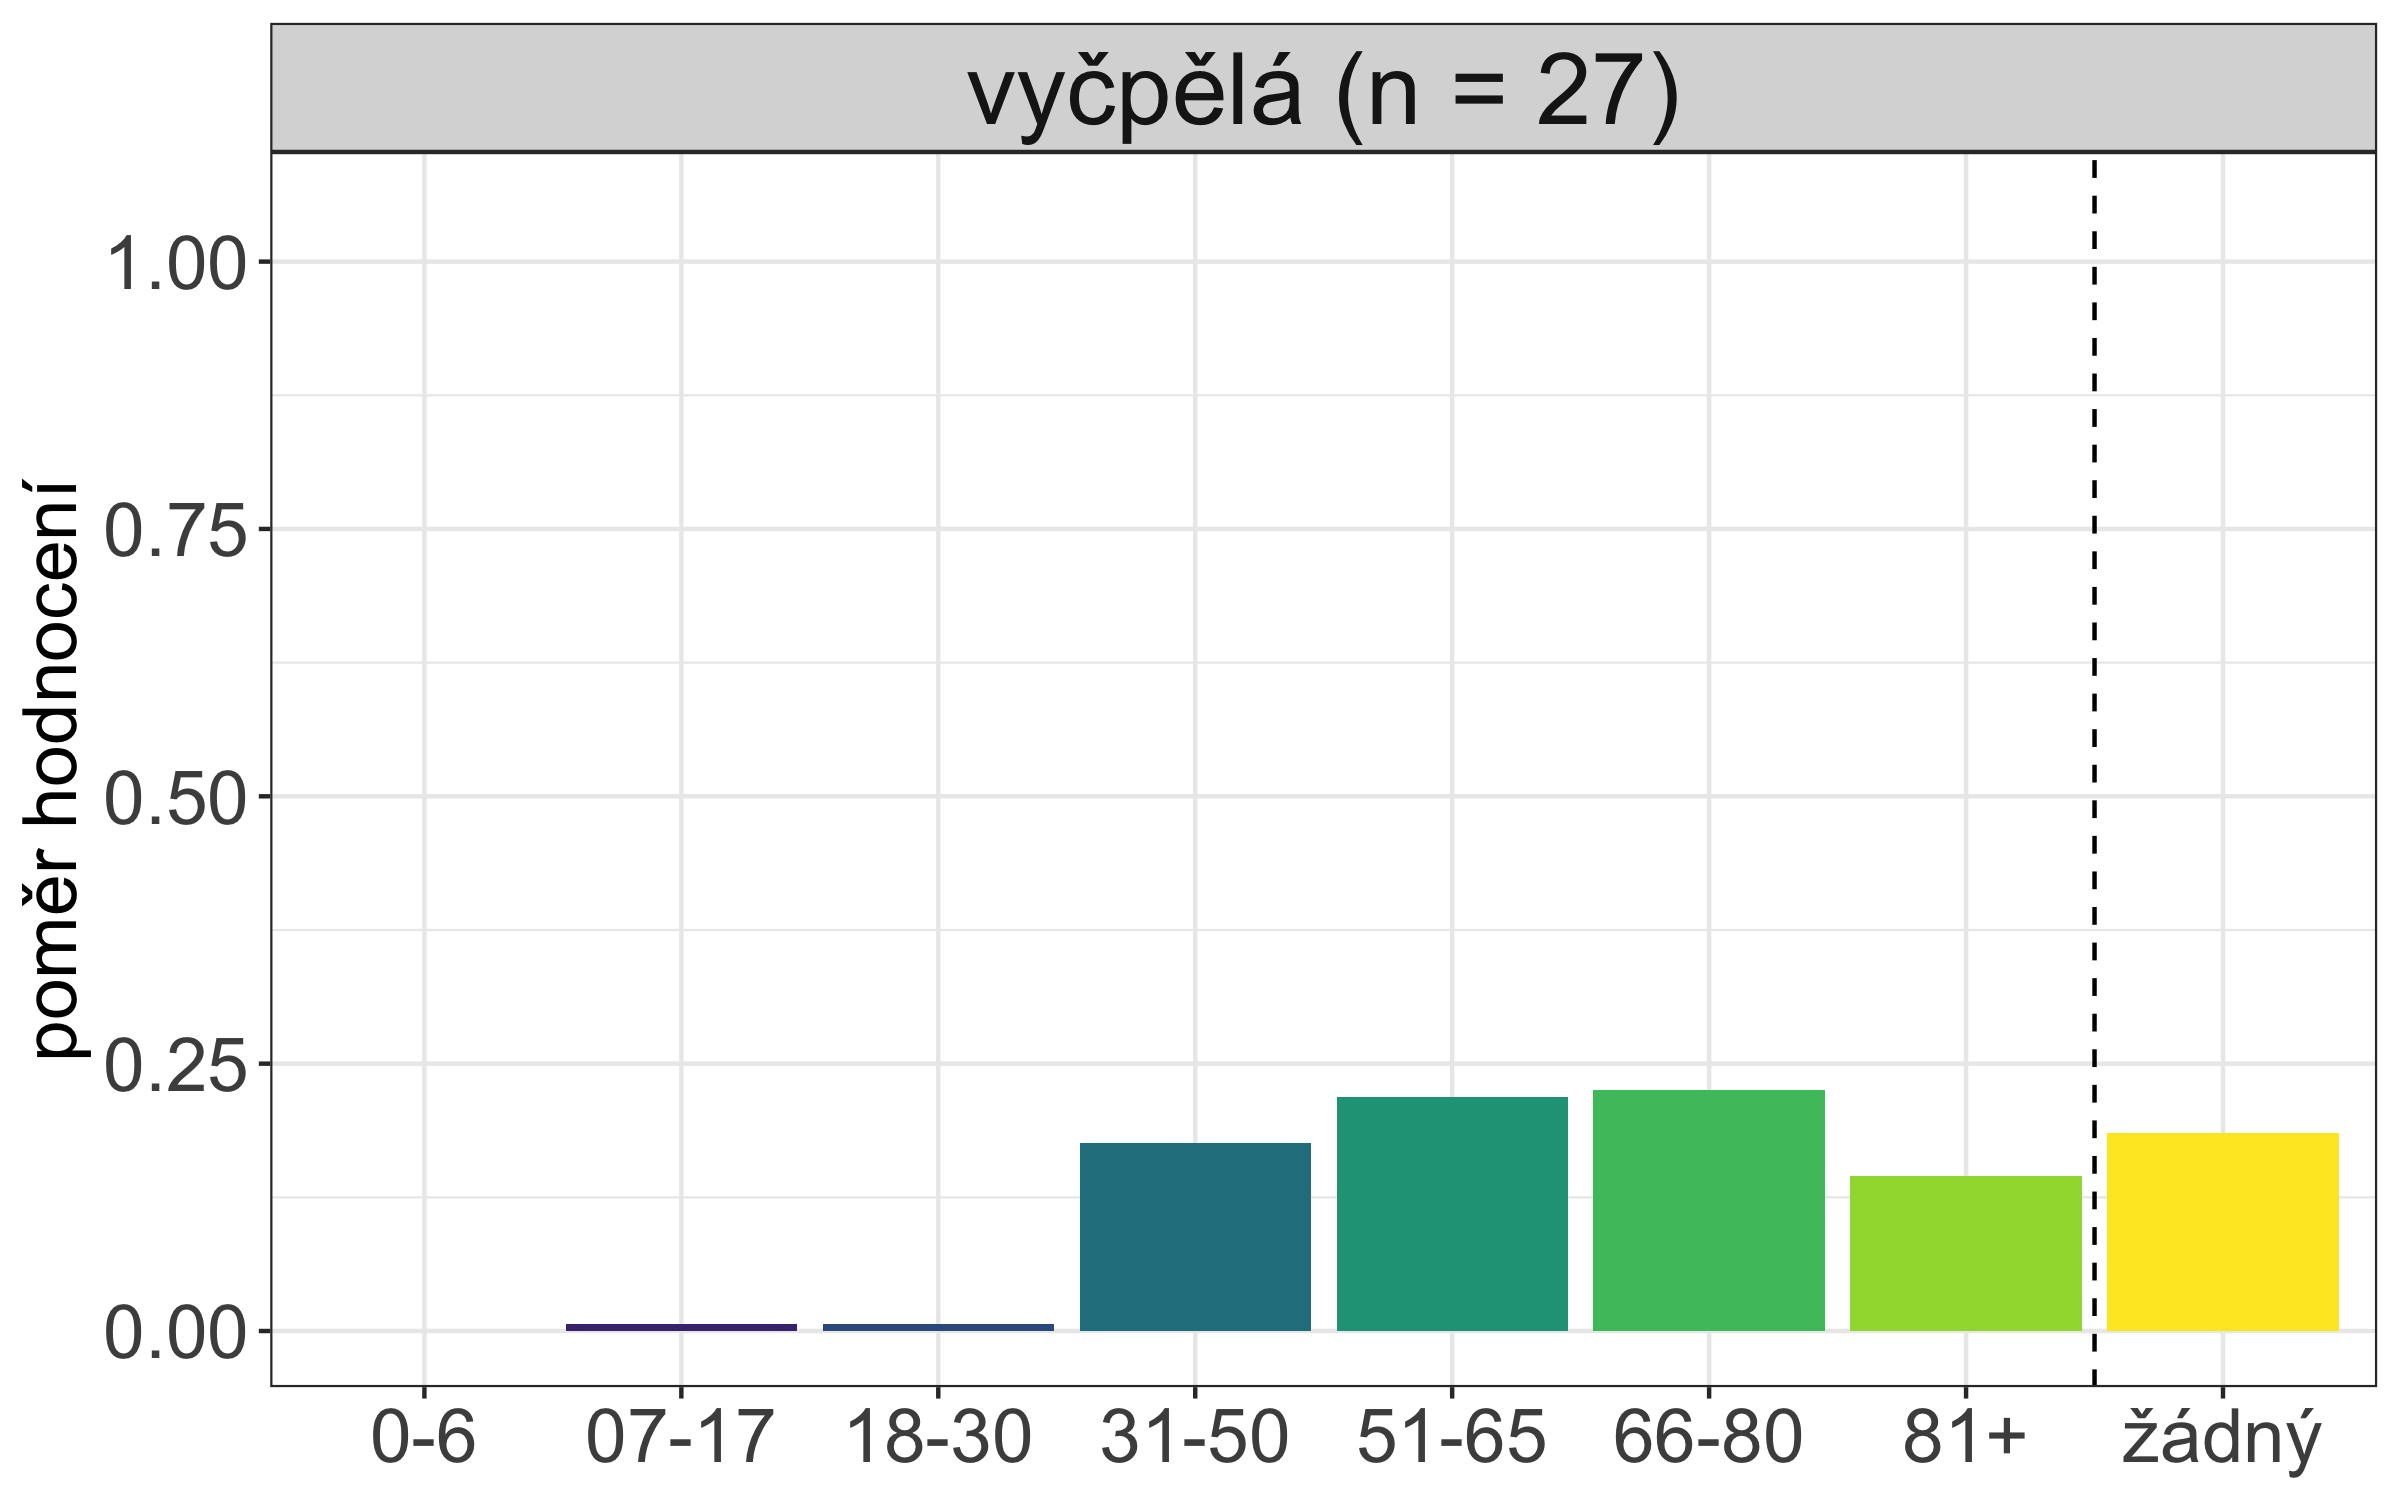 vyčpělá (n = 27)
poměr hodnocení
1.00
0.75
0.50
0.25
0.00
0-6 07-17 18-30 31-50 51-65 66-80 81+ žádný